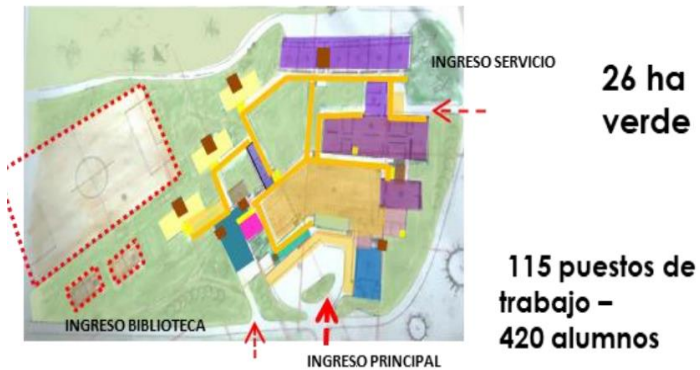 INGRESO SERVICIO
26 ha
verde
115 puestos de
trabajo –
420 alumnos
INGRESO BIBLIOTECA
INGRESO PRINCIPAL